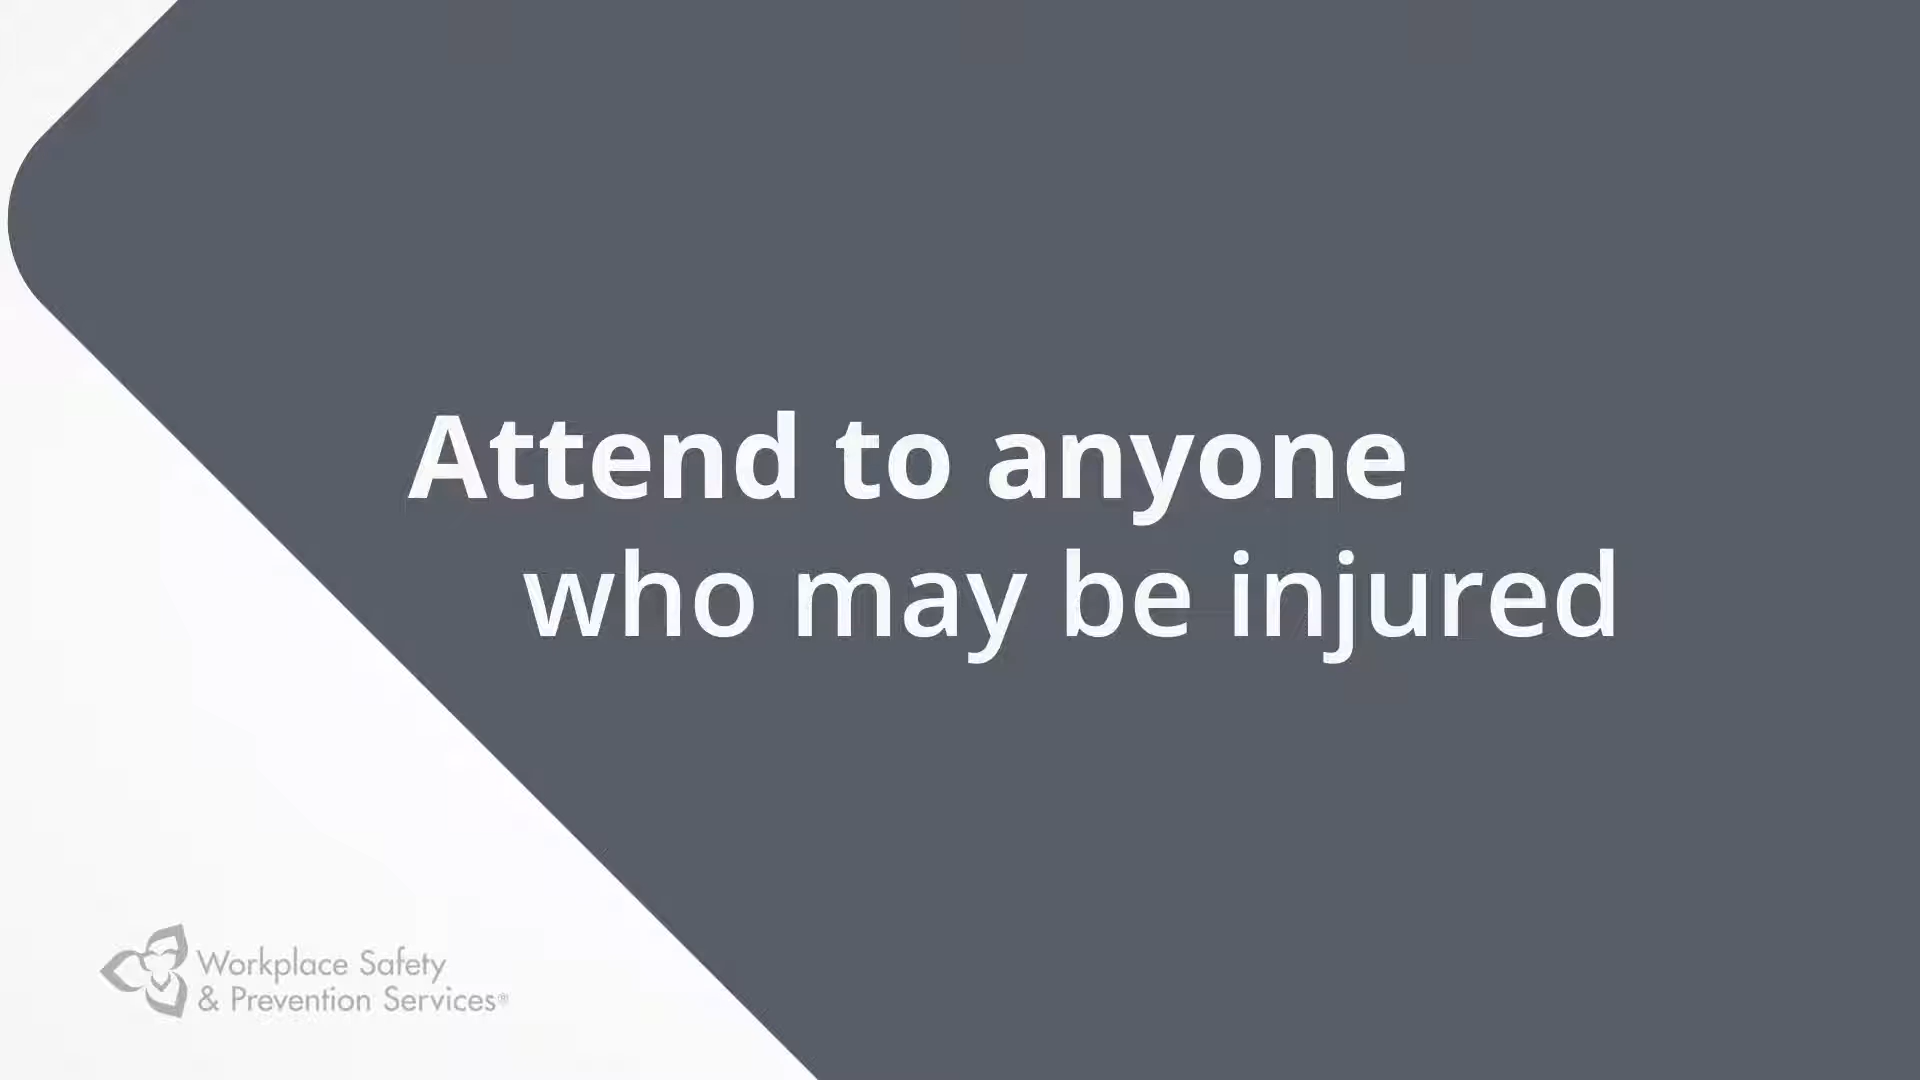 Attend to anyone
who may be injured
Workplace Safety
& Prevention Services®